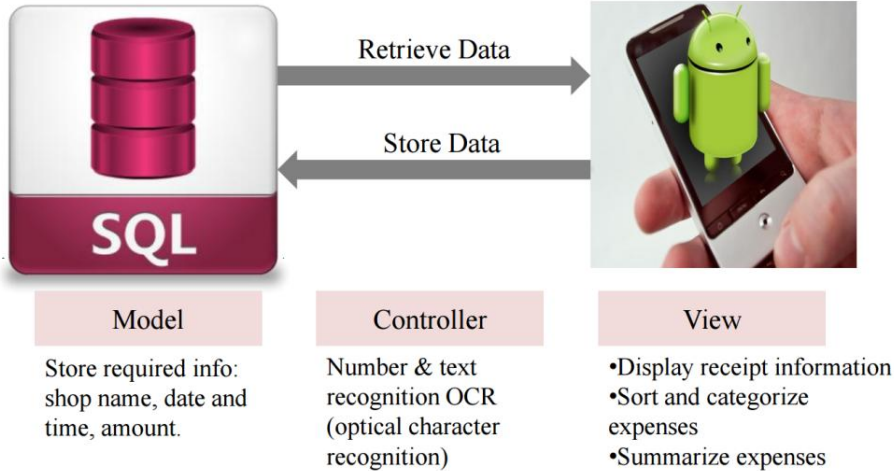 Retrieve Data
Store Data
SQL
Model
Store required info:
shop name, date and
time, amount.
Controller
Number & text
recognition OCR
(optical character
recognition)
View
•Display receipt information
•Sort and categorize
expenses
•Summarize expenses